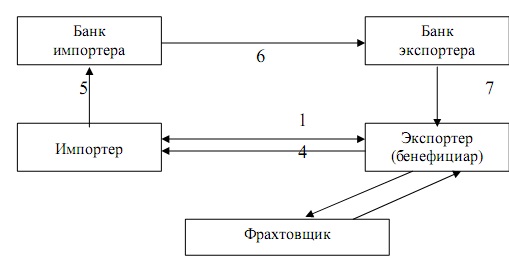 Банк
импортера
Банк
экспортера
6
5
7
1
Импортер
4
Экспортер
(бенефициар)
Фрахтовщик